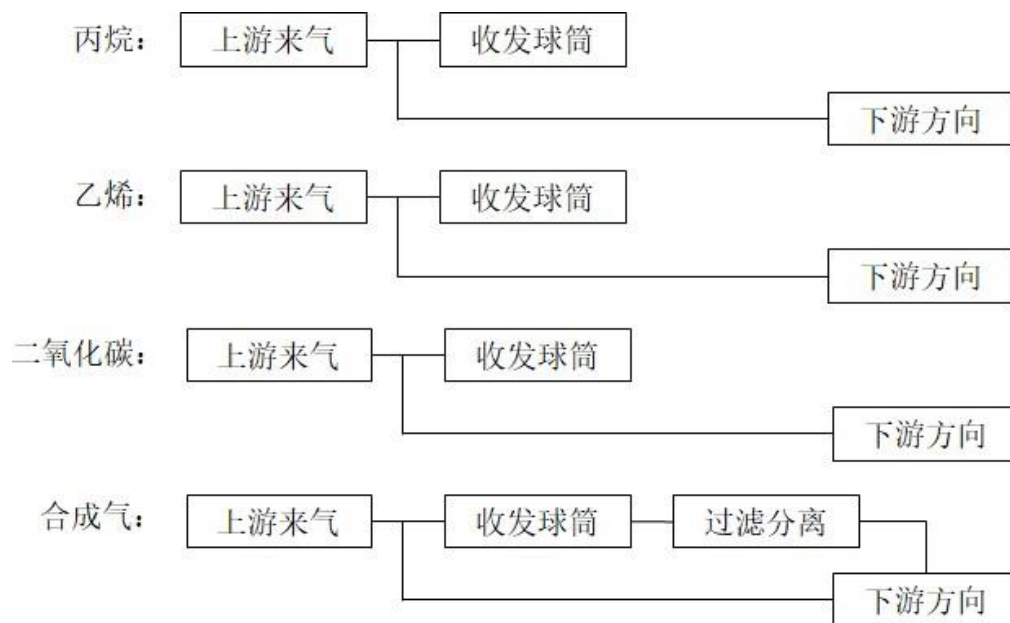 丙烷： 上游来气 收发球筒
下游方向
乙烯： 上游来气 收发球筒
下游方向
二氧化碳： 上游来气 收发球筒
下游方向
合成气： 上游来气 收发球筒 过滤分离
下游方向